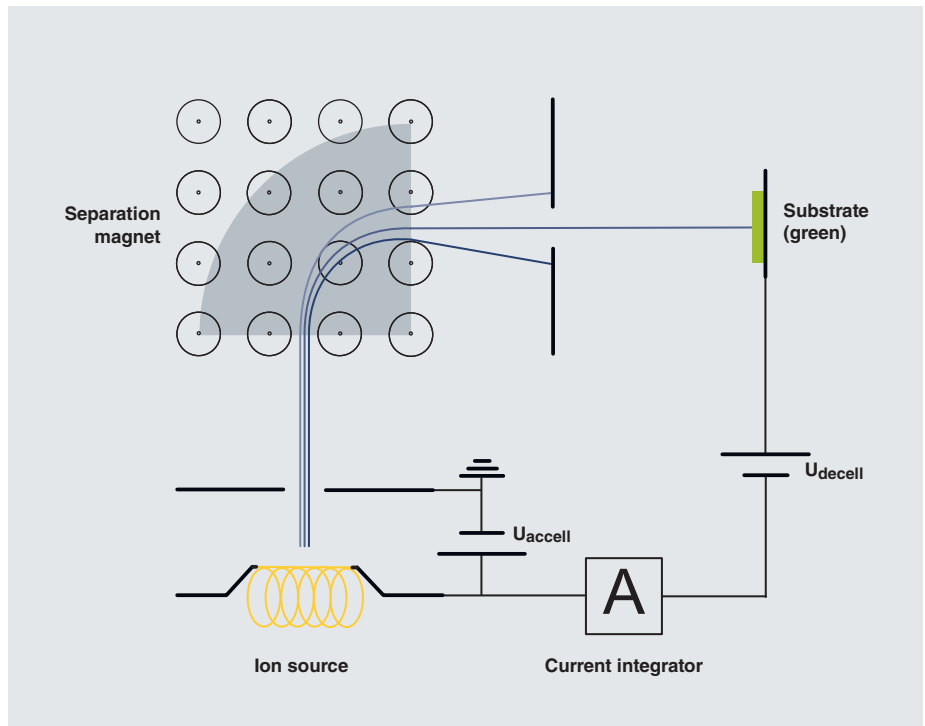 Separation
magnet
Substrate
(green)
Udecell
Uaccell
A
Ion source
Current integrator